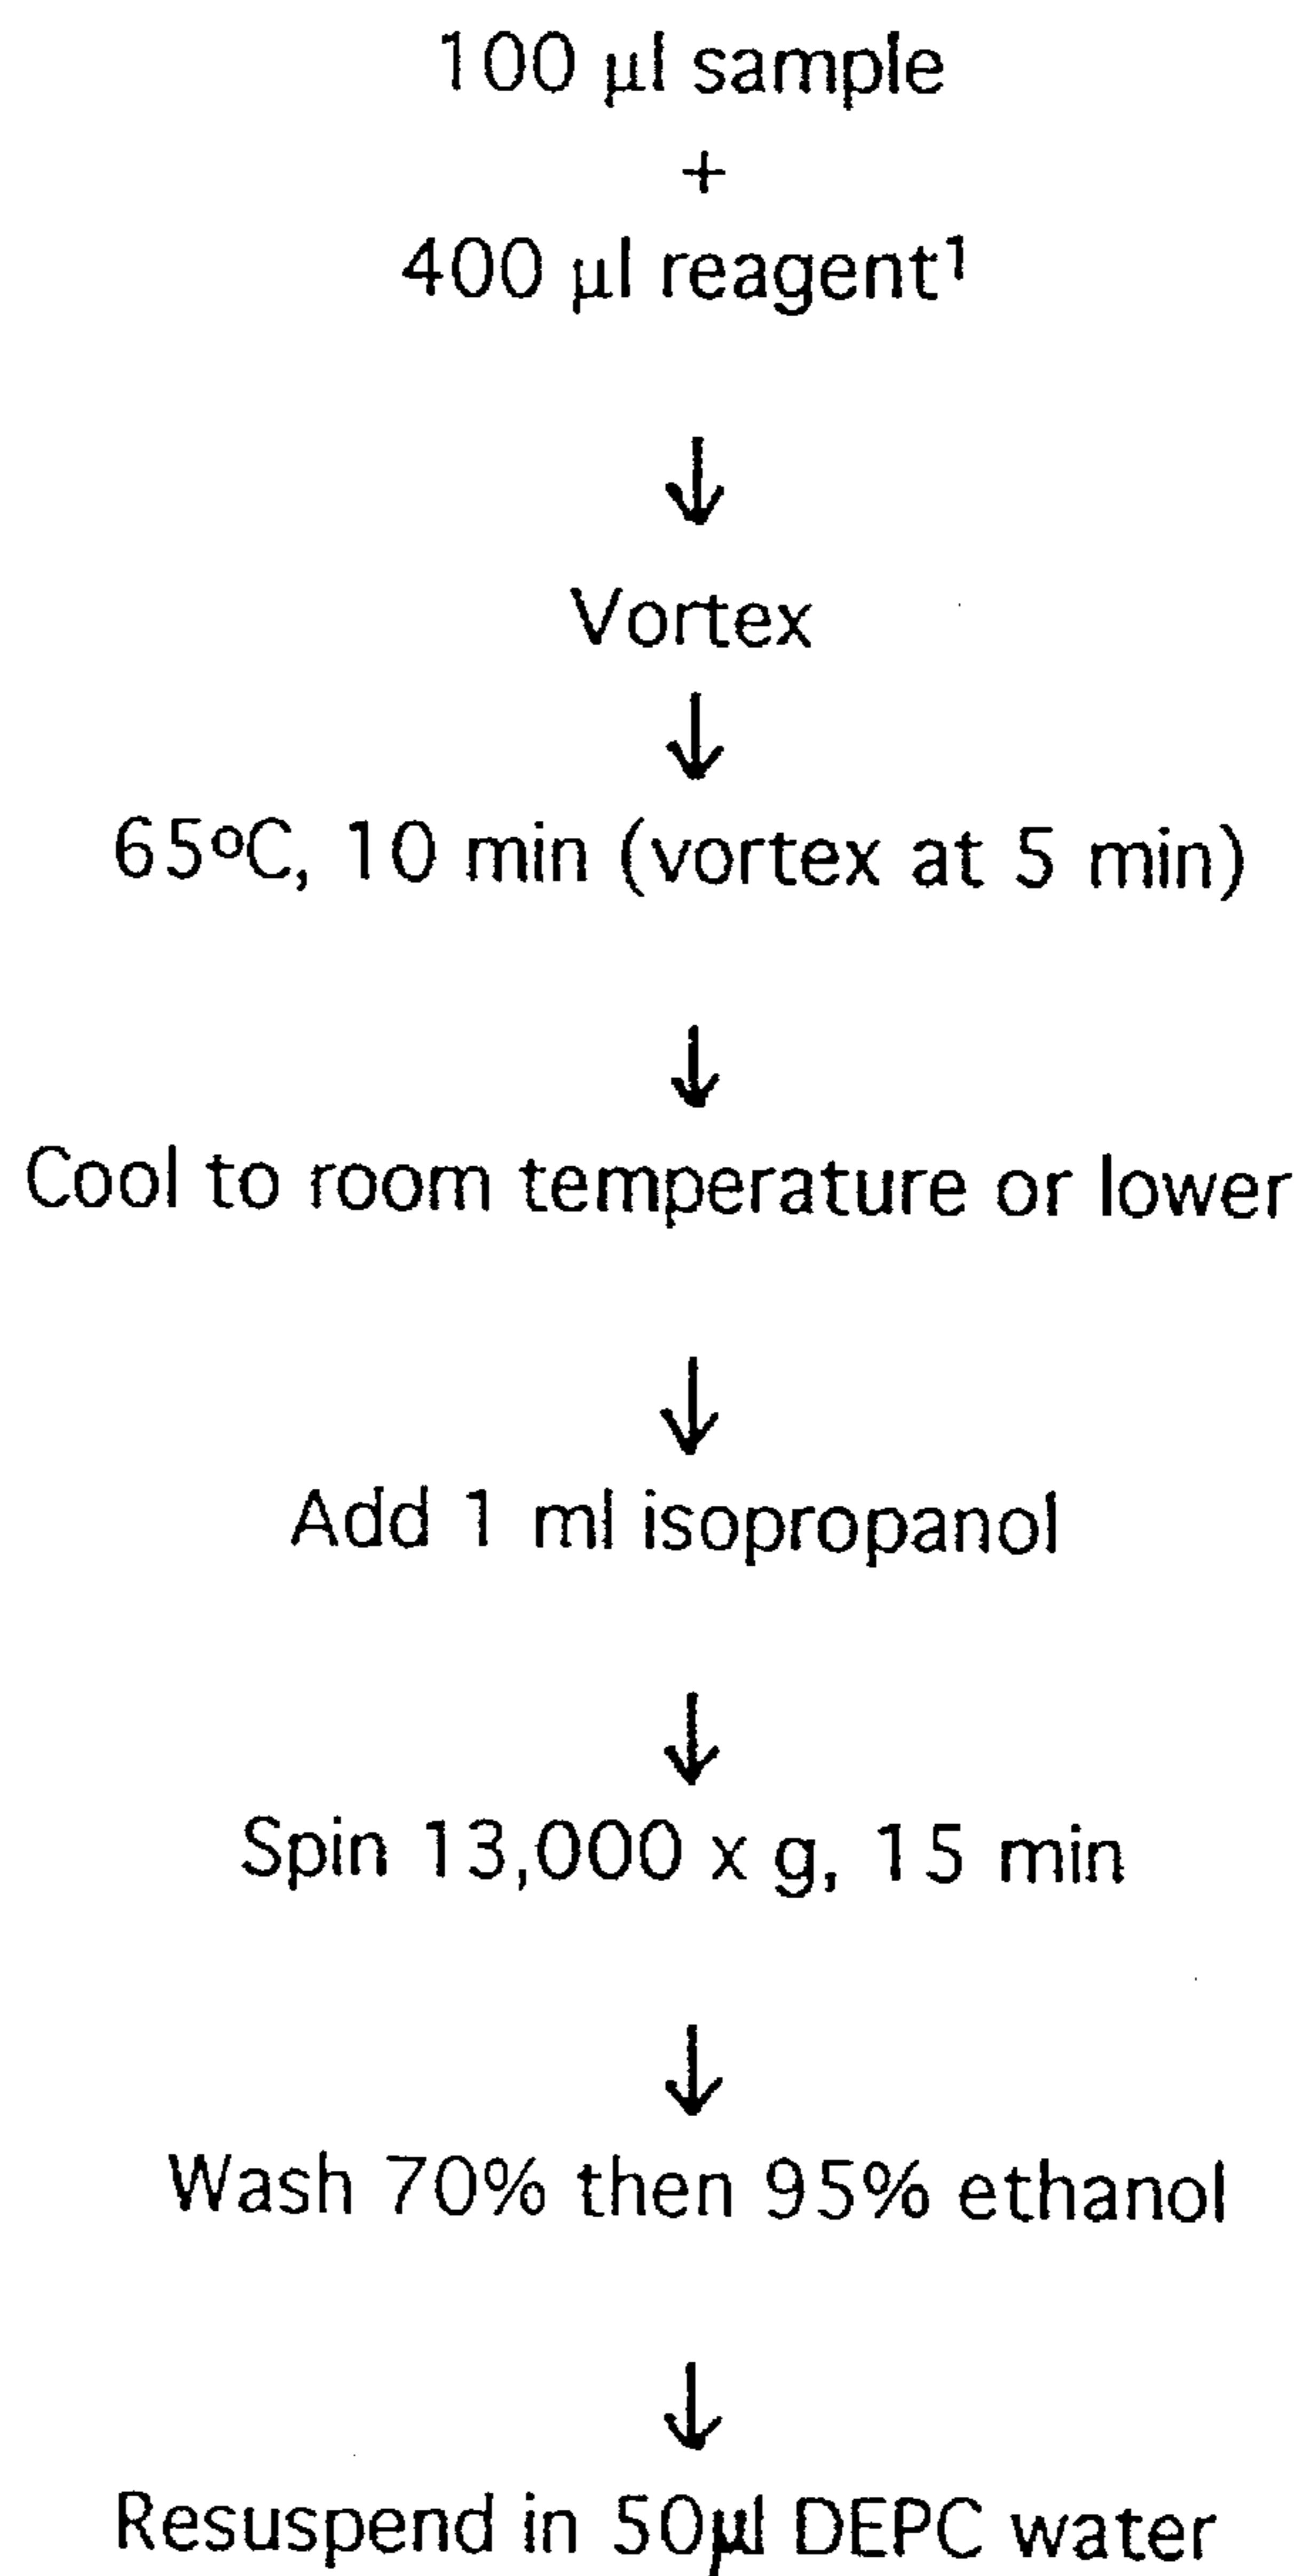 100 µl sample
+
400 µl reagent¹
↓
Vortex
↓
65ºC, 10 min (vortex at 5 min)
↓
Cool to room temperature or lower
↓
Add 1 ml isopropanol
↓
Spin 13,000 x g, 15 min
↓
Wash 70% then 95% ethanol
↓
Resuspend in 50µl DEPC water